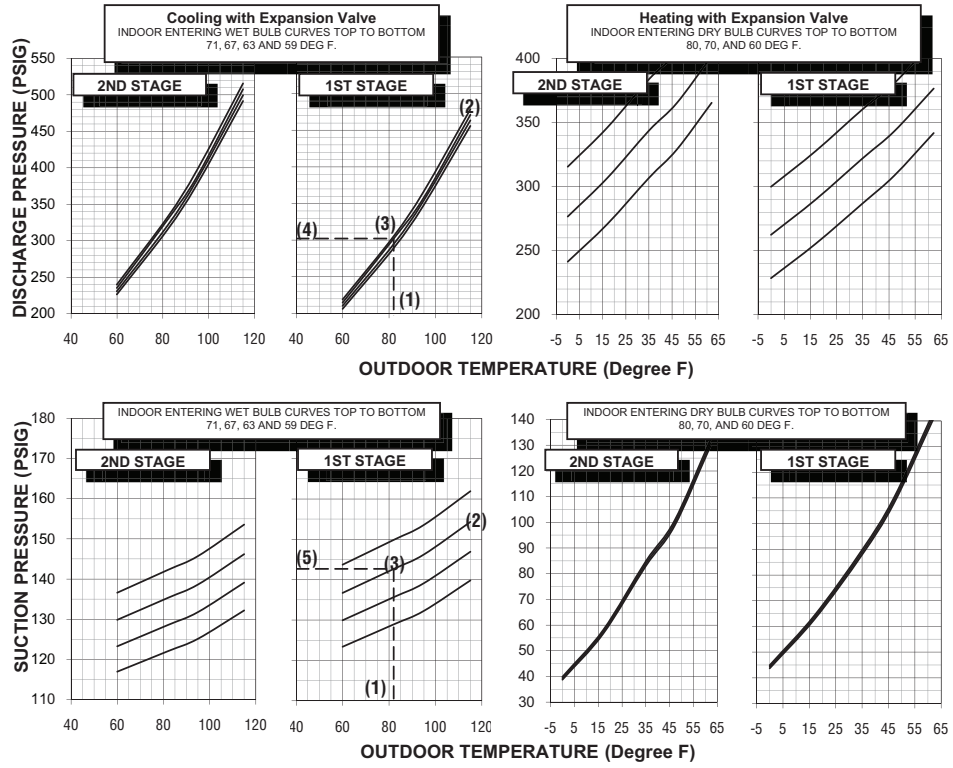 Cooling with Expansion Valve
INDOOR ENTERING WET BULB CURVES TOP TO BOTTOM
71, 67, 63 AND 59 DEG F.
Heating with Expansion Valve
INDOOR ENTERING DRY BULB CURVES TOP TO BOTTOM
80, 70, AND 60 DEG F.
DISCHARGE PRESSURE (PSIG)
550
500
450
400
350
300
250
200
2ND STAGE
1ST STAGE
(2)
(3)
(4)
(1)
400
350
300
250
200
2ND STAGE
1ST STAGE
40 60 80 100 120 40 60 80 100 120 -5 5 15 25 35 45 55 65 -5 5 15 25 35 45 55 65
OUTDOOR TEMPERATURE (Degree F)
INDOOR ENTERING WET BULB CURVES TOP TO BOTTOM
71, 67, 63 AND 59 DEG F.
INDOOR ENTERING DRY BULB CURVES TOP TO BOTTOM
80, 70, AND 60 DEG F.
SUCTION PRESSURE (PSIG)
180
170
160
150
140
130
120
110
2ND STAGE
1ST STAGE
(2)
(5)
(3)
(1)
140
130
120
100
90
80
70
60
50
40
30
2ND STAGE
1ST STAGE
40 60 80 100 120 40 60 80 100 120 -5 5 15 25 35 45 55 65 -5 5 15 25 35 45 55 65
OUTDOOR TEMPERATURE (Degree F)